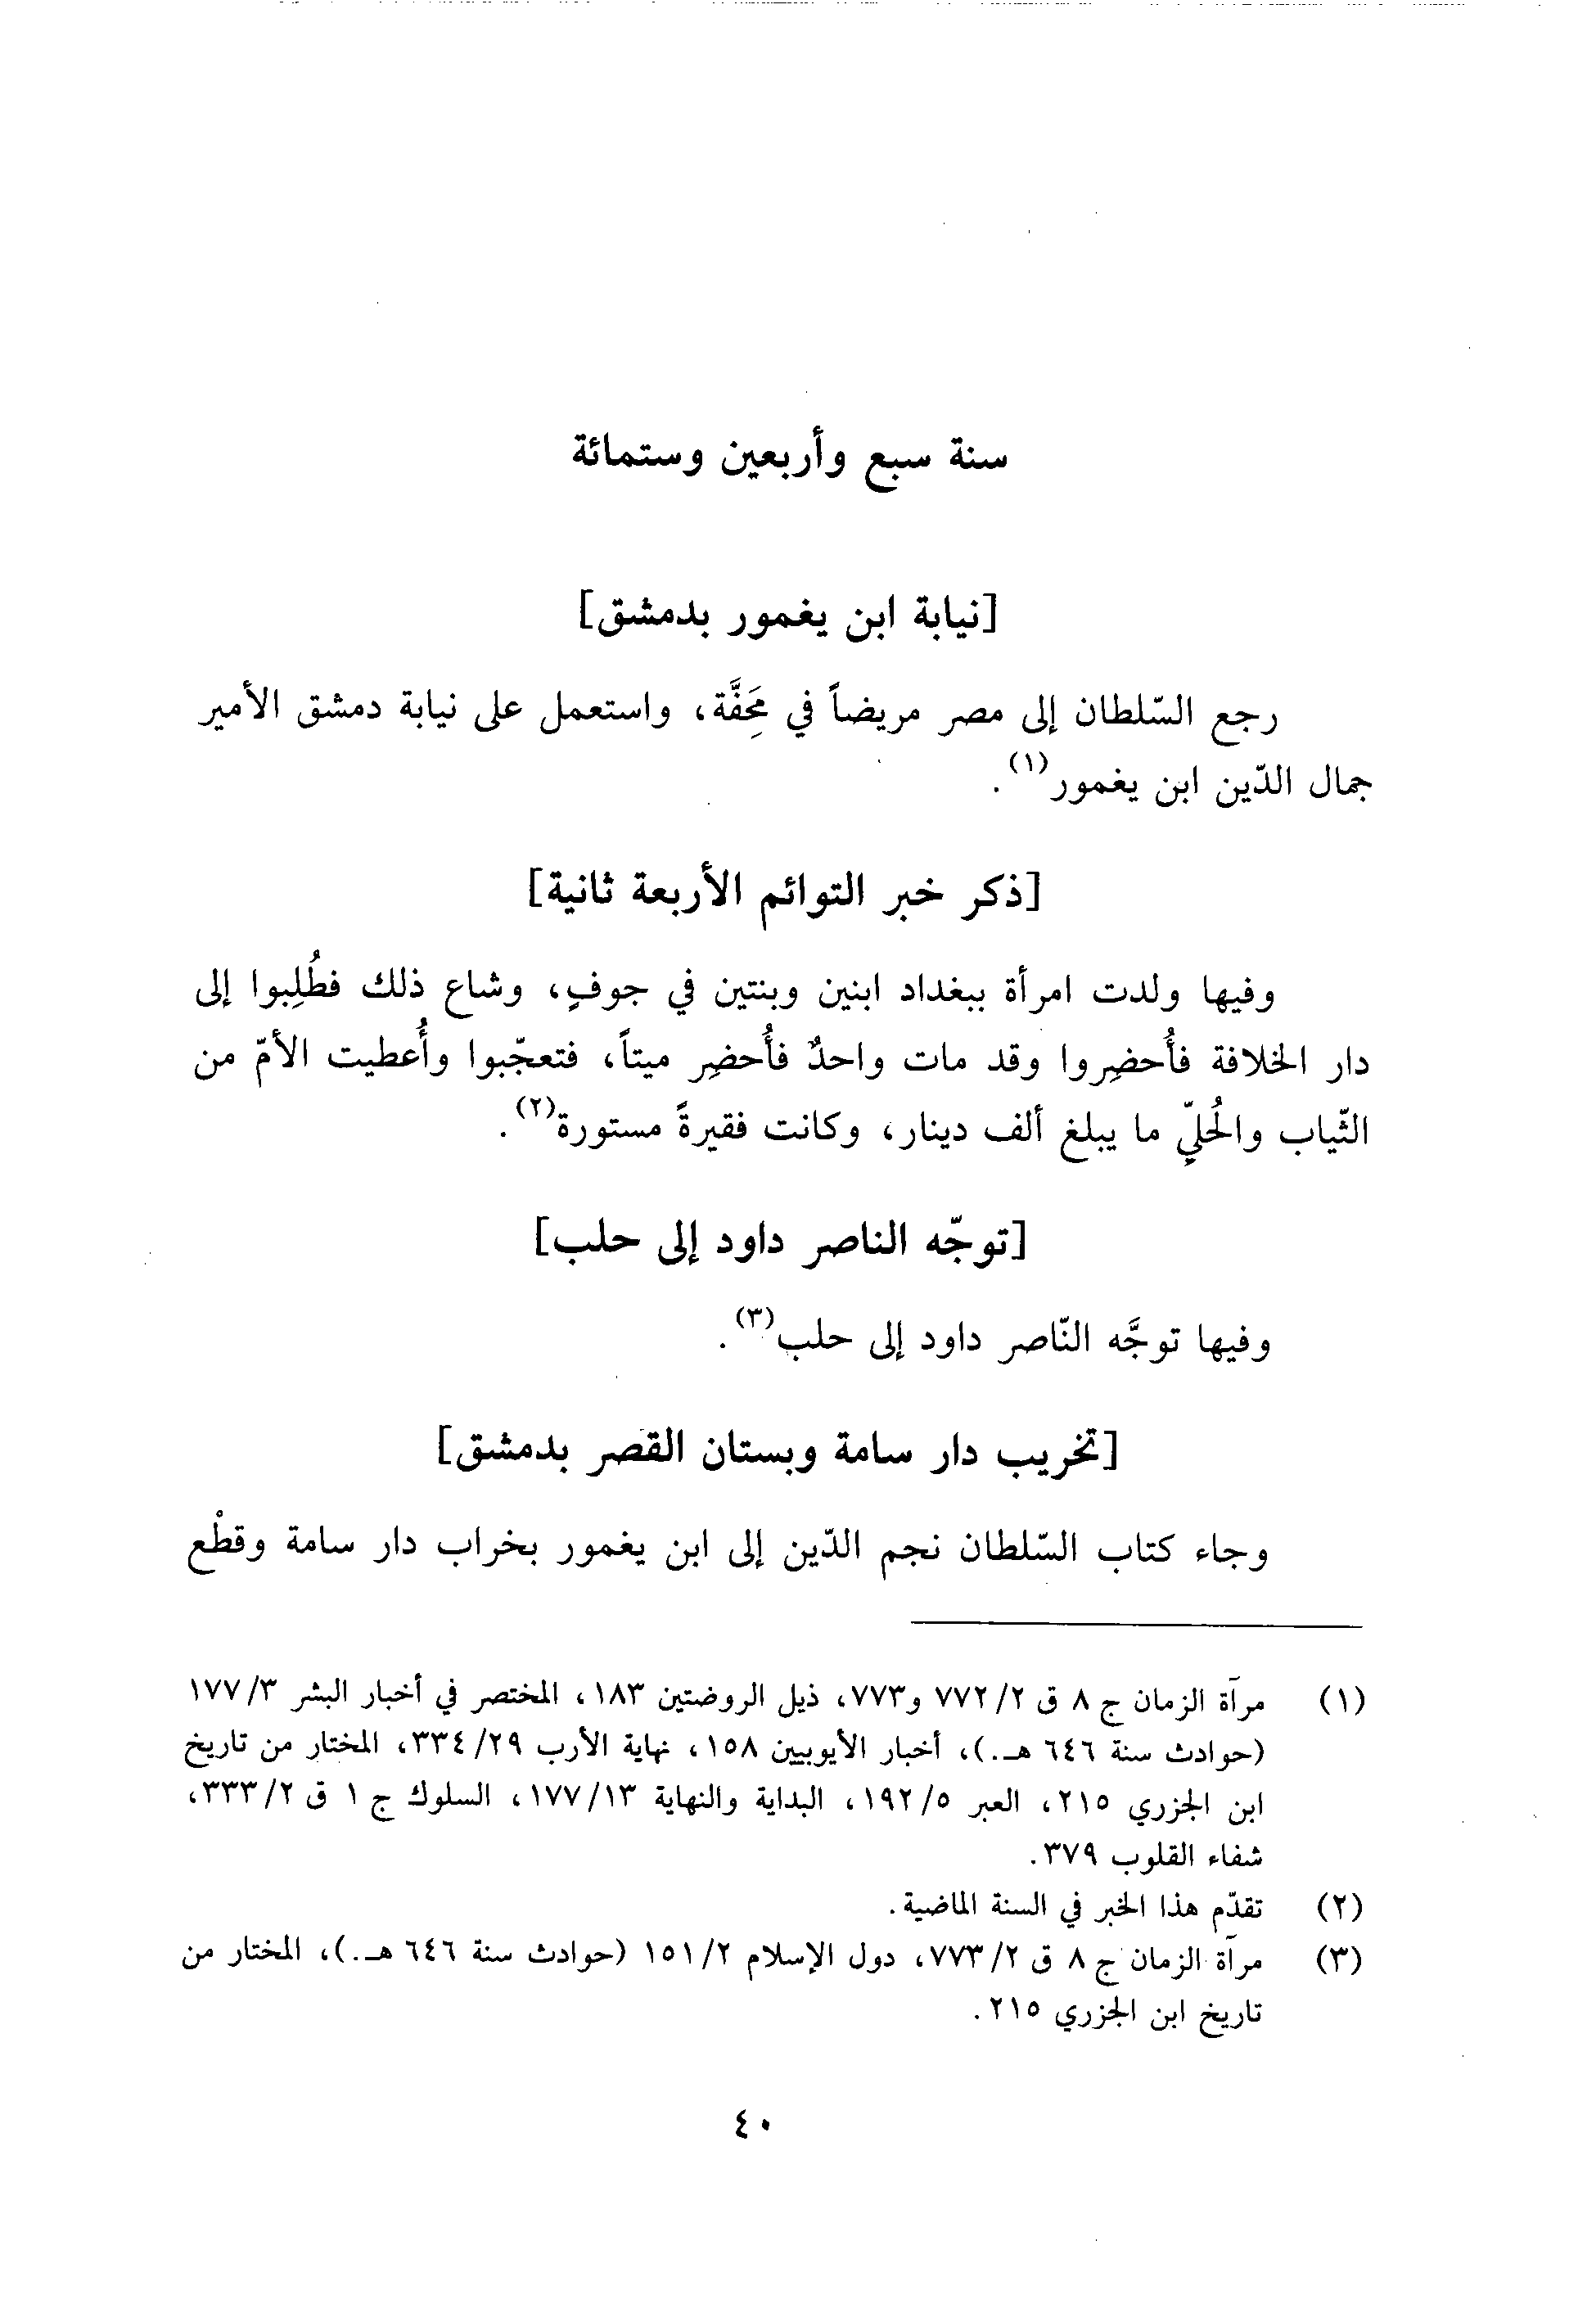 سنة سبع وأربعين وستمائة
[نيابة ابن يغمور بدمشق]
رجع السّلطان إلى مصر مريضاً في مَحِفَّة، واستعمل على نيابة دمشق الأمير
جمال الدّين ابن يغمور(١).
[ذكر خبر التوائم الأربعة ثانية]
وفيها ولدت امرأة ببغداد ابنين وبنتين في جوفٍ، وشاع ذلك فطُلِبوا إلى
دار الخلافة فأُحضِروا وقد مات واحدٌ فأُحضِر ميتاً، فتعجّبوا وأُعطيت الأمّ من
الثّياب والحُليِّ ما يبلغ ألف دينار، وكانت فقيرةً مستورة(٢).
[توجّه الناصر داود إلى حلب]
وفيها توجَّه النّاصر داود إلى حلب(٣).
[تخريب دار سامة وبستان القصر بدمشق]
وجاء كتاب السّلطان نجم الدّين إلى ابن يغمور بخراب دار سامة وقطْع
(١) مرآة الزمان ج ٨ ق ٧٧٢/٢ و٧٧٣، ذيل الروضتين ١٨٣، المختصر في أخبار البشر ١٧٧/٣
(حوادث سنة ٦٤٦ هـ.)، أخبار الأيوبيين ١٥٨، نهاية الأرب ٣٣٤/٢٩، المختار من تاريخ
ابن الجزري ٢١٥، العبر ١٩٢/٥، البداية والنهاية ١٧٧/١٣، السلوك ج ١ ق ٣٣٣/٢،
شفاء القلوب ٣٧٩.
(٢) تقدّم هذا الخبر في السنة الماضية.
(٣) مرآة الزمان ج ٨ ق ٧٧٣/٢، دول الإسلام ١٥١/٢ (حوادث سنة ٦٤٦ هـ.)، المختار من
تاريخ ابن الجزري ٢١٥.
٤٠